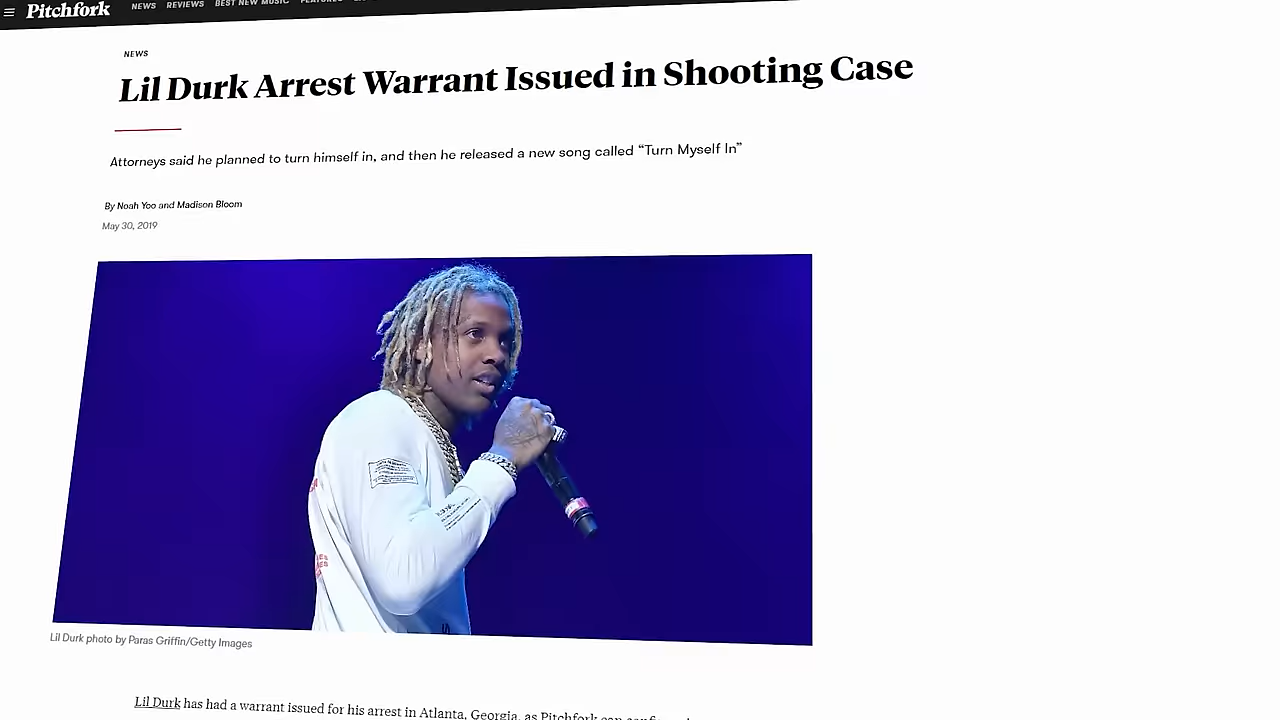 Pitchfork
NEWS REVIEWS BEST NEW MUSIC
NEWS
Lil Durk Arrest Warrant Issued in Shooting Case
Attorneys said he planned to turn himself in, and then he released a new song called “Turn Myself In”
By Noah Yoo and Madison Bloom
May 30, 2019
Lil Durk photo by Paras Griffin/Getty Images
Lil Durk has had a warrant issued for his arrest in Atlanta, Georgia, as Pitchfork can